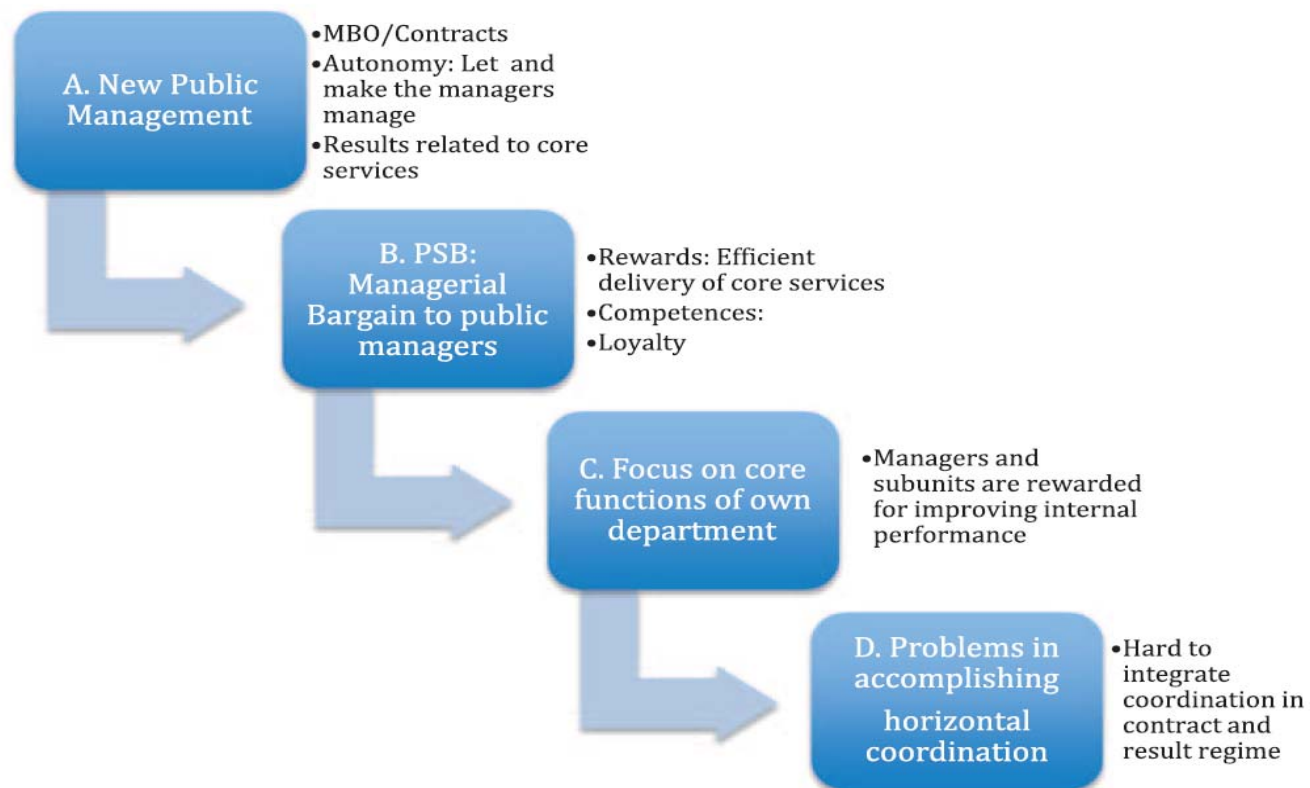 A. New Public
Management
•MBO/Contracts
•Autonomy: Let and
make the managers
manage
•Results related to core
services
B. PSB:
Managerial
Bargain to public
managers
•Rewards: Efficient
delivery of core services
•Competences:
•Loyalty
C. Focus on core
functions of own
department
•Managers and
subunits are rewarded
for improving internal
performance
D. Problems in
accomplishing
horizontal
coordination
•Hard to
integrate
coordination in
contract and
result regime